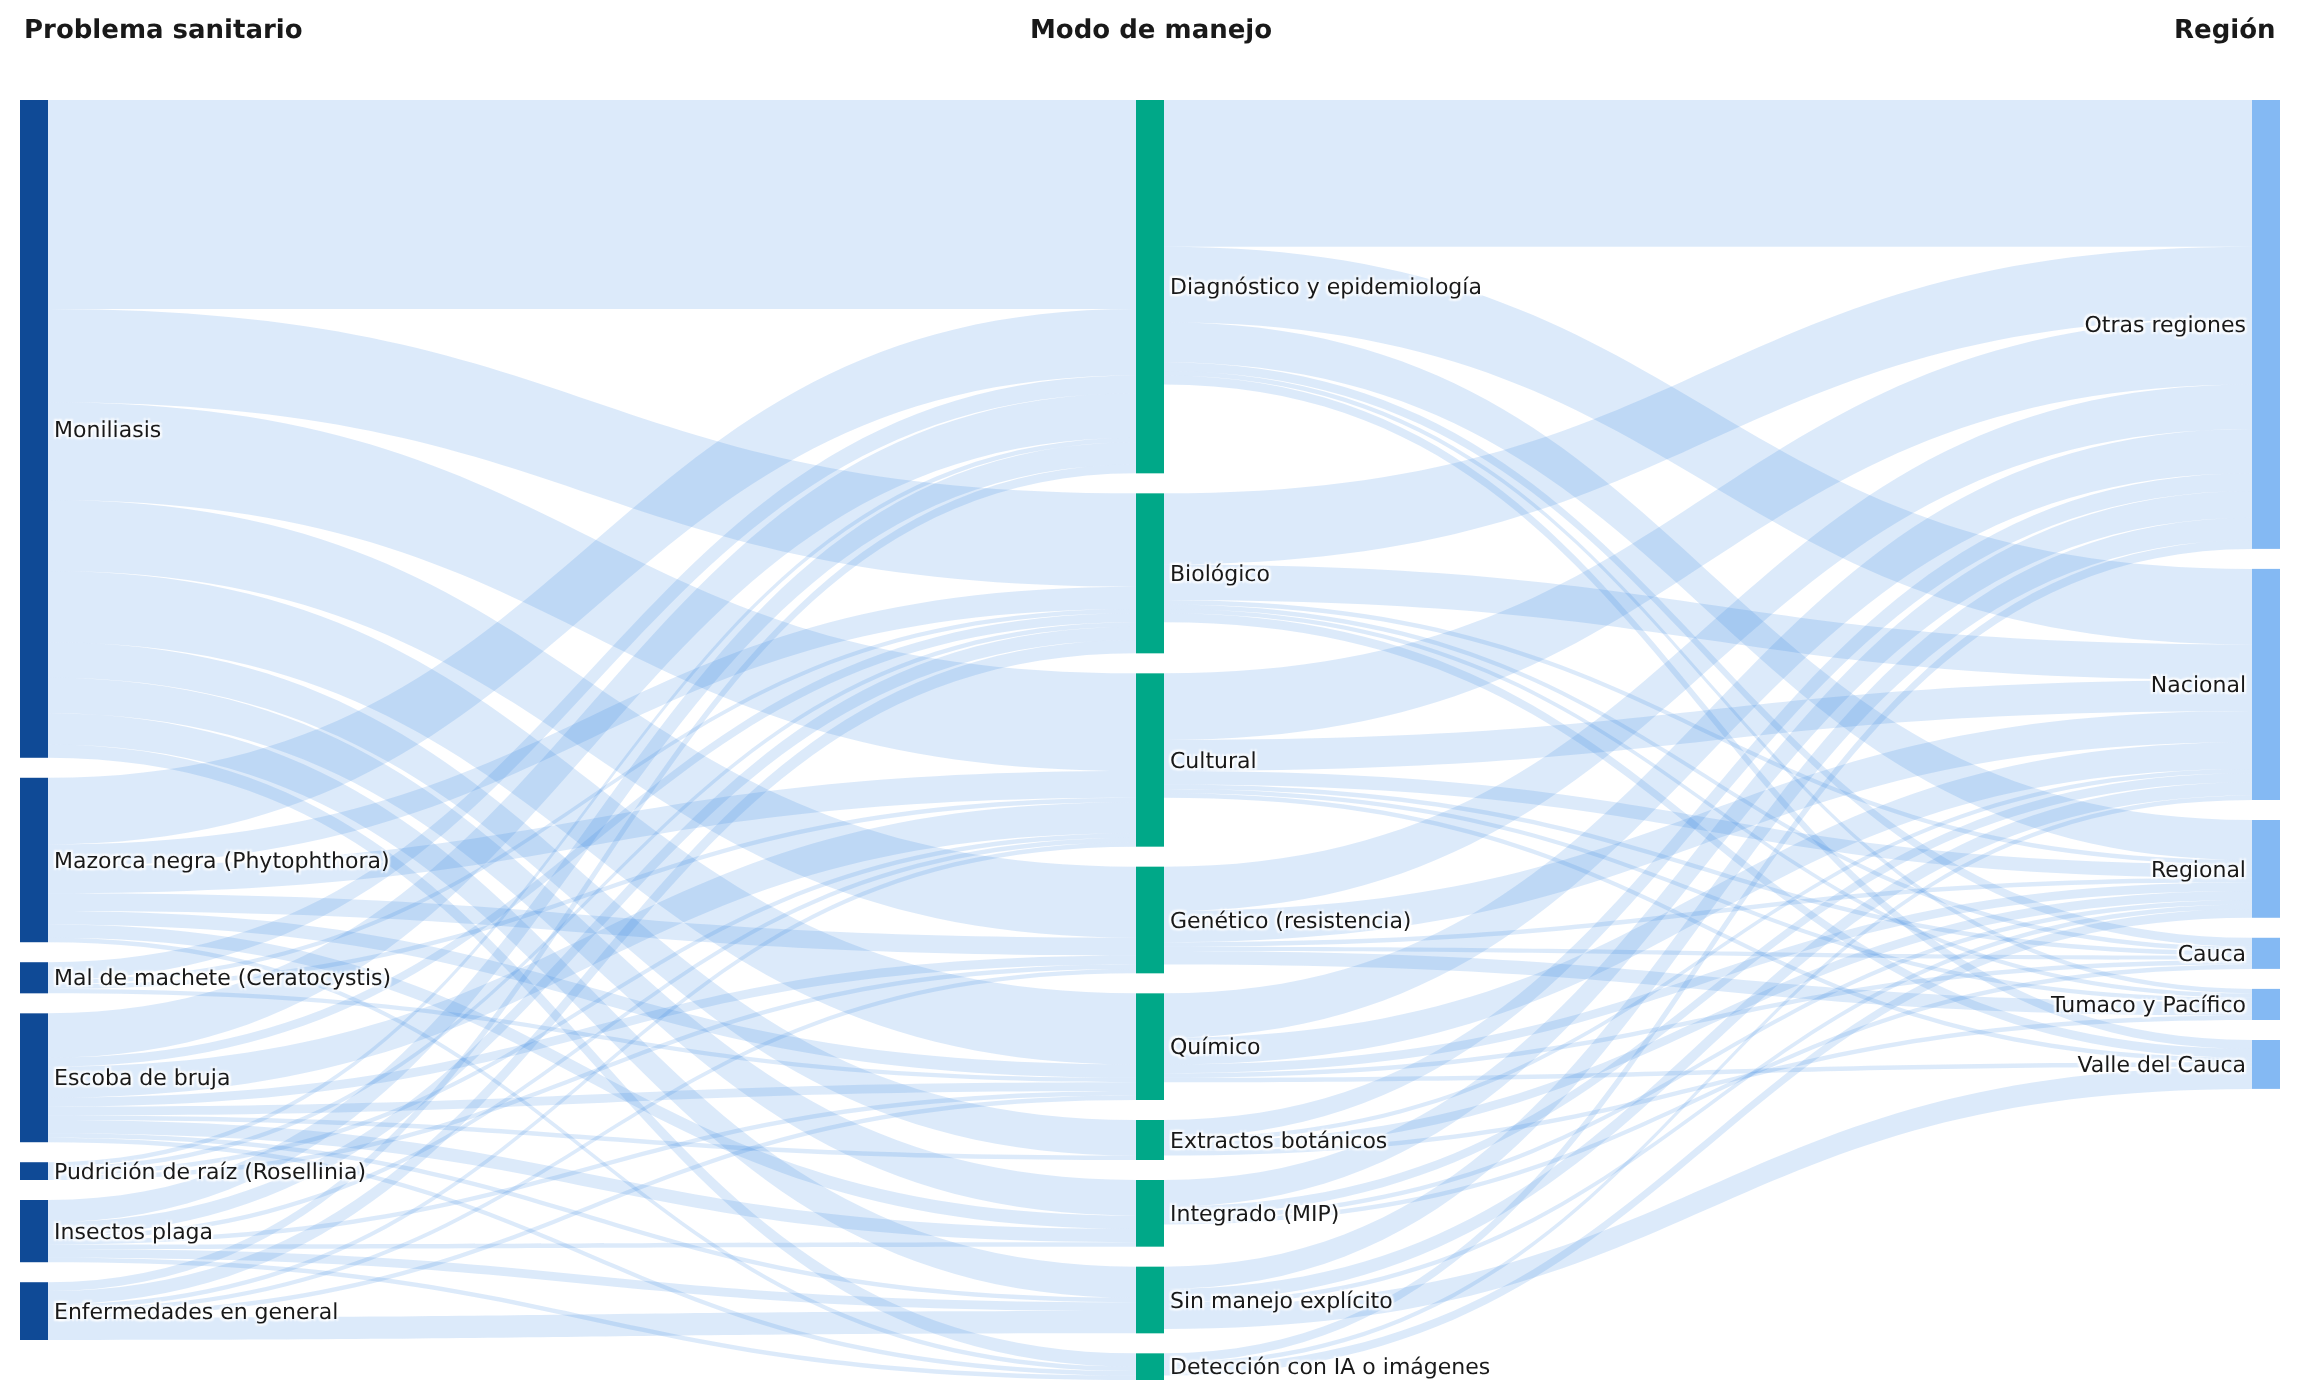 Problema sanitario
Modo de manejo
Región
Moniliasis
Mazorca negra (Phytophthora)
Mal de machete (Ceratocystis)
Escoba de bruja
Pudrición de raíz (Rosellinia)
Insectos plaga
Enfermedades en general
Diagnóstico y epidemiología
Biológico
Cultural
Genético (resistencia)
Químico
Extractos botánicos
Integrado (MIP)
Sin manejo explícito
Detección con IA o imágenes
Otras regiones
Nacional
Regional
Cauca
Tumaco y Pacífico
Valle del Cauca